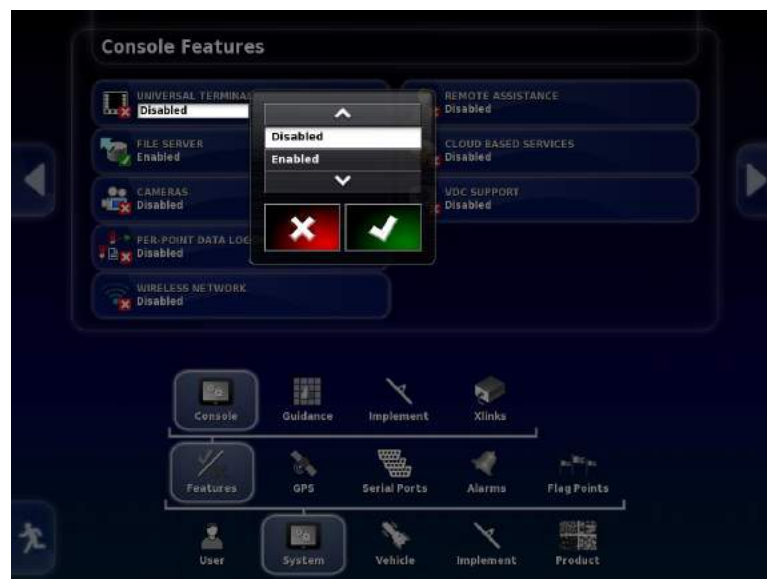 Console Features
UNIVERSAL TERMINAL
Disabled
REMOTE ASSISTANCE
Disabled
Disabled
Enabled
FILE SERVER
Enabled
CLOUD BASED SERVICES
Disabled
CAMERAS
Disabled
VDC SUPPORT
Disabled
PER-POINT DATA LOG
Disabled
WIRELESS NETWORK
Disabled
Console
Guidance
Implement
Xlinks
Features
GPS
Serial Ports
Alarms
Flag Points
User
System
Vehicle
Implement
Product